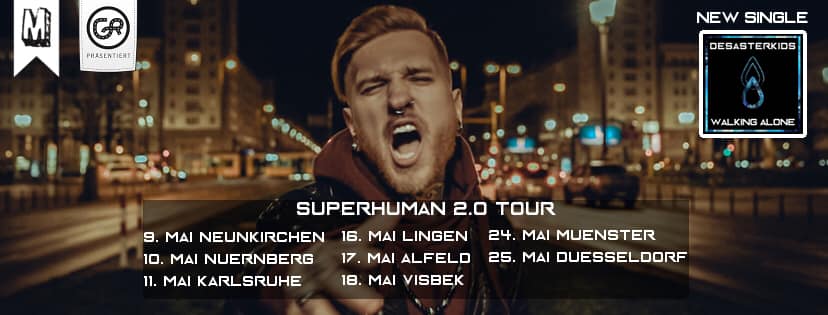 M
GR
PRÄSENTIERT
NEW SINGLE
DESASTERKIDS
WALKING ALONE
SUPERHUMAN 2.0 TOUR
9. MAI NEUNKIRCHEN
10. MAI NUERNBERG
11. MAI KARLSRUHE
16. MAI LINGEN
17. MAI ALFELD
18. MAI VISBEK
24. MAI MUENSTER
25. MAI DUESSELDORF